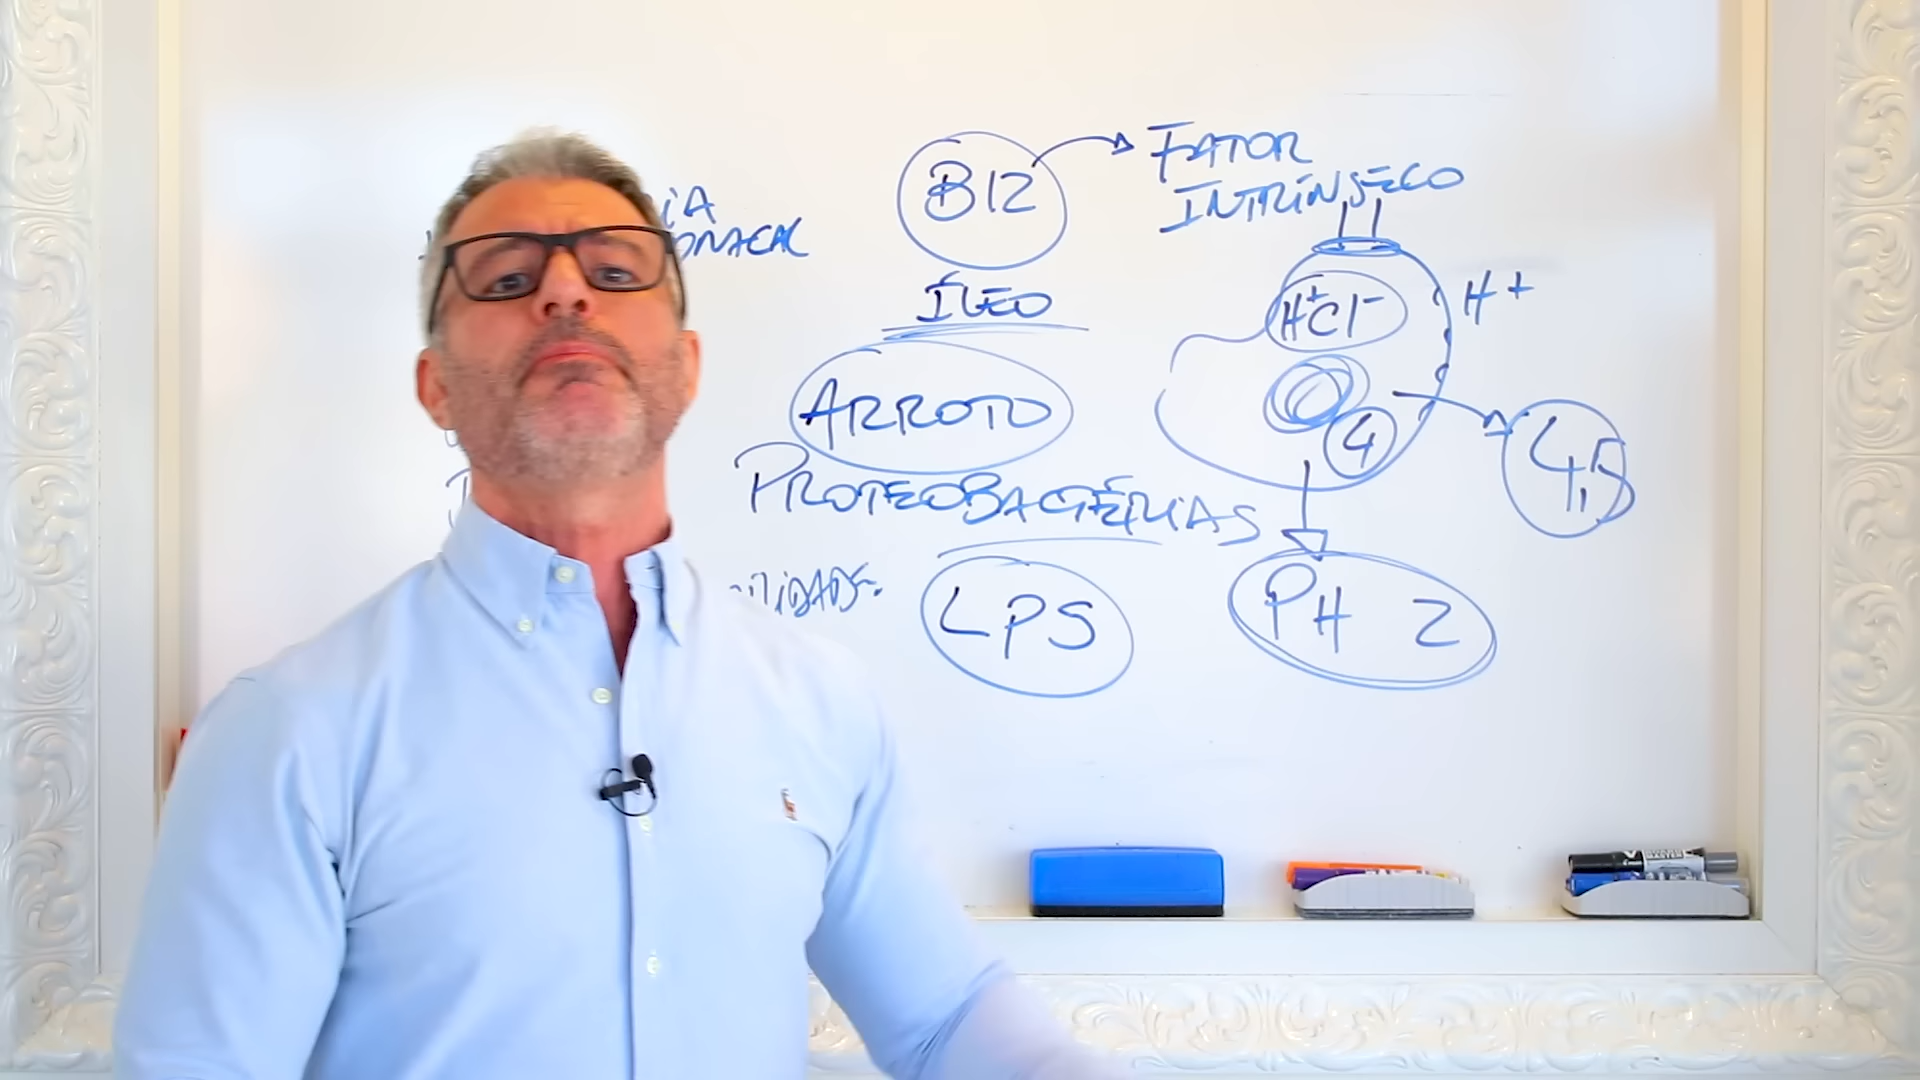 B12
FATOR
INTRÍNSECO
ÍLEO
H+Cl-
H+
ARROTO
4
4,5
PROTEOBACTÉRIAS
LPS
PH 2